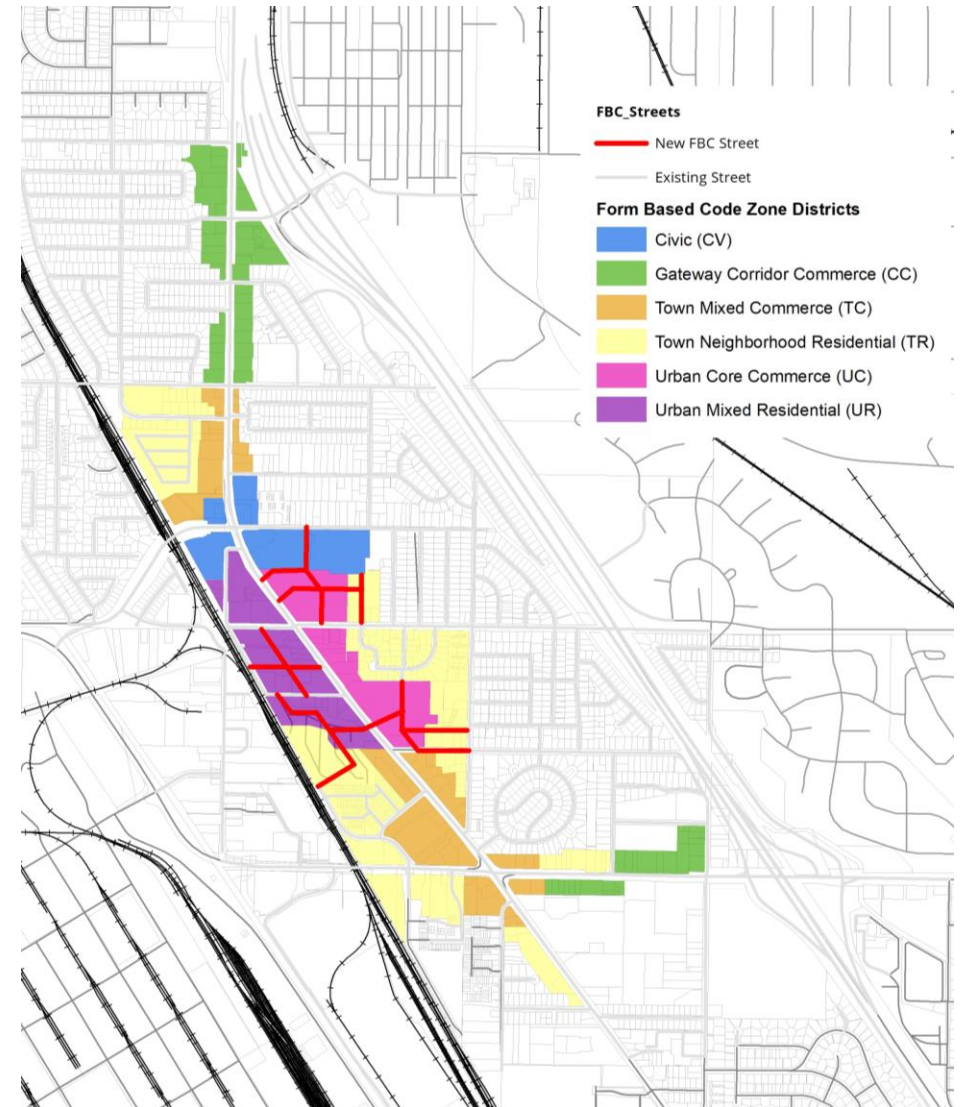 FBC_Streets
New FBC Street
Existing Street
Form Based Code Zone Districts
Civic (CV)
Gateway Corridor Commerce (CC)
Town Mixed Commerce (TC)
Town Neighborhood Residential (TR)
Urban Core Commerce (UC)
Urban Mixed Residential (UR)